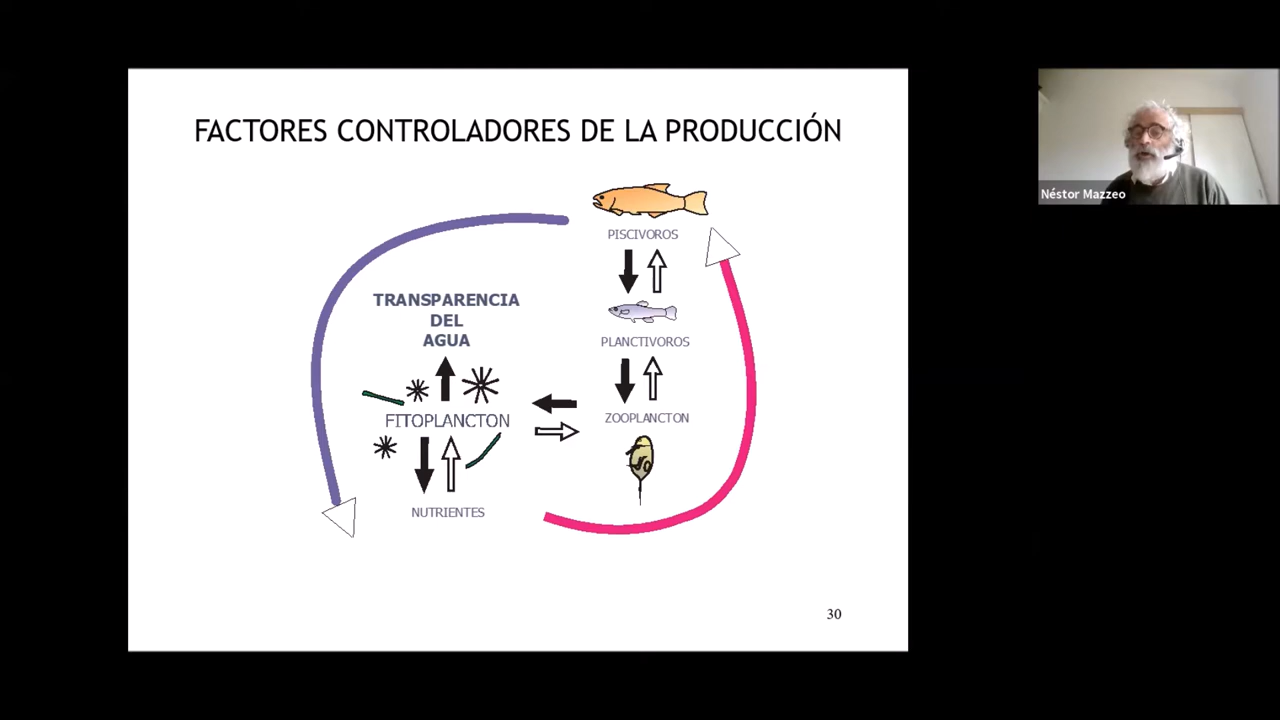 FACTORES CONTROLADORES DE LA PRODUCCIÓN
PISCIVOROS
TRANSPARENCIA
DEL
AGUA
PLANCTIVOROS
FITOPLANCTON
ZOOPLANCTON
NUTRIENTES
30
Néstor Mazzeo